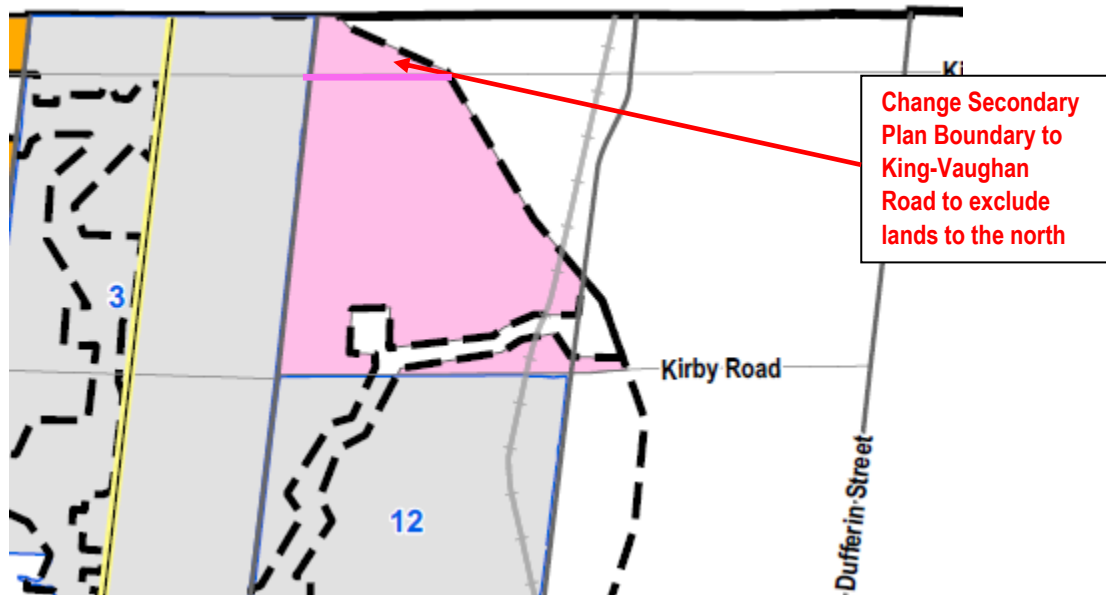 Ki
Change Secondary
Plan Boundary to
King-Vaughan
Road to exclude
lands to the north
3
Kirby Road
12
Dufferin Street